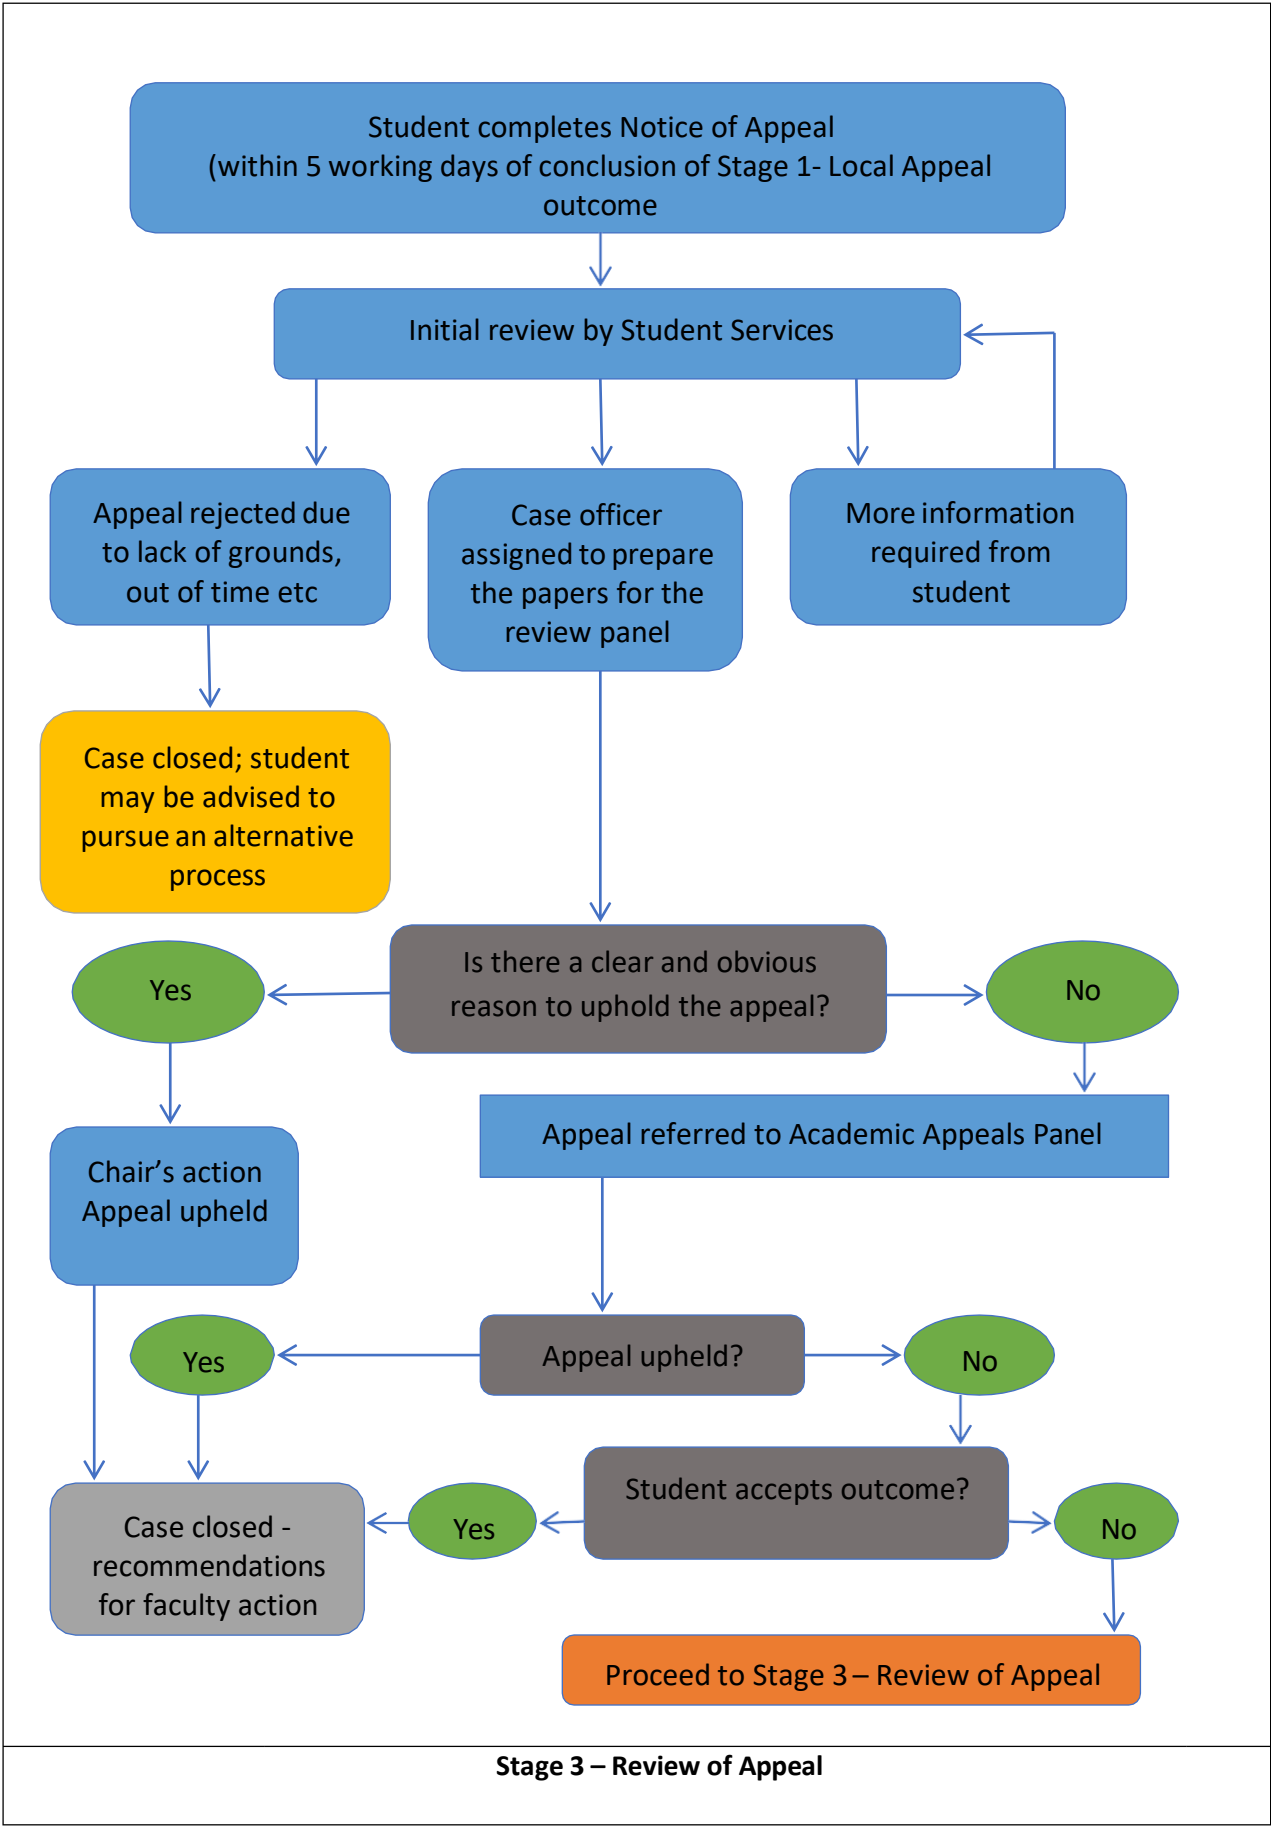 Student completes Notice of Appeal
(within 5 working days of conclusion of Stage 1- Local Appeal
outcome
Initial review by Student Services
Appeal rejected due
to lack of grounds,
out of time etc
Case officer
assigned to prepare
the papers for the
review panel
More information
required from
student
Case closed; student
may be advised to
pursue an alternative
process
Is there a clear and obvious
reason to uphold the appeal?
Yes
No
Appeal referred to Academic Appeals Panel
Chair’s action
Appeal upheld
Appeal upheld?
Yes
No
Student accepts outcome?
Yes
No
Case closed -
recommendations
for faculty action
Proceed to Stage 3 – Review of Appeal
Stage 3 – Review of Appeal